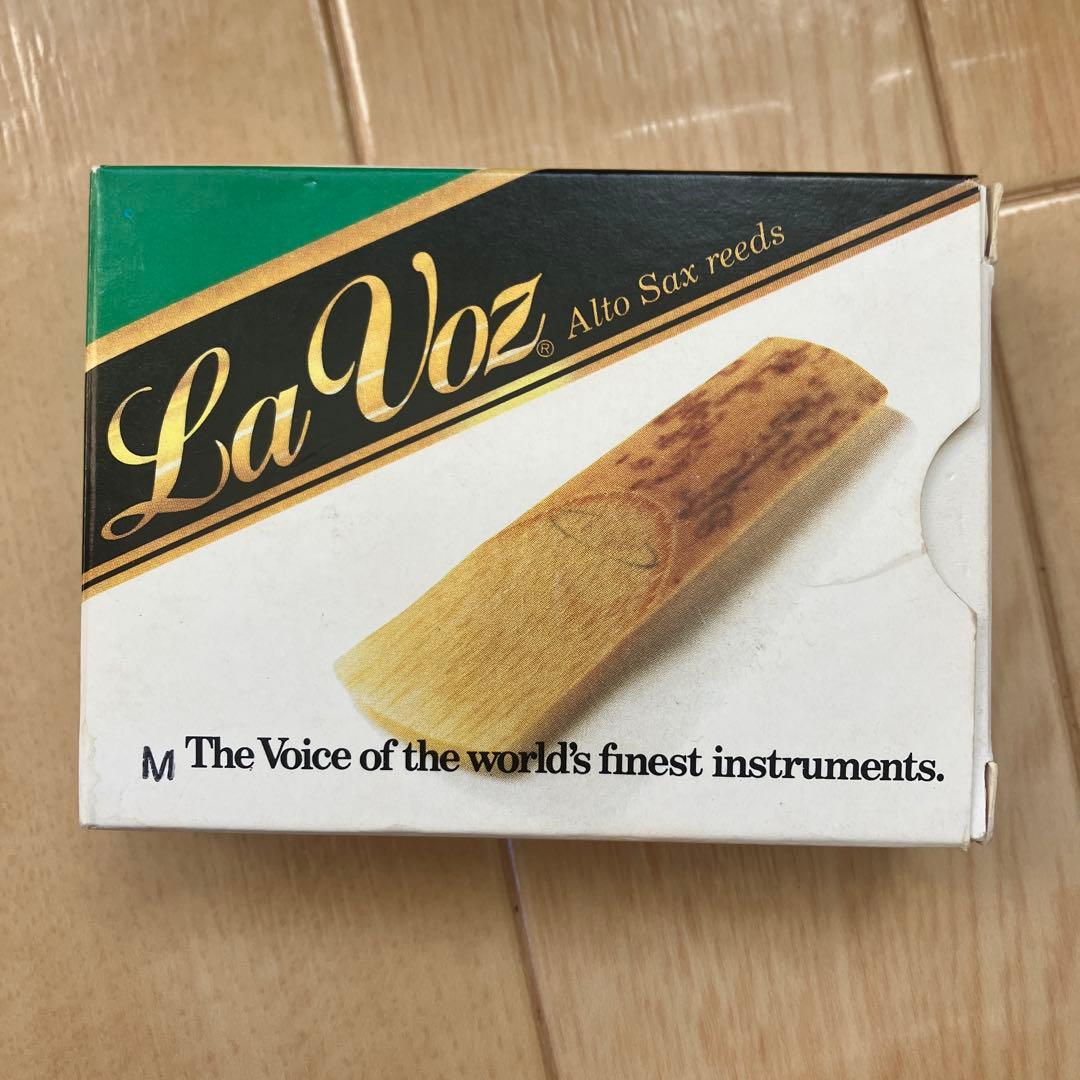 La Voz® Alto Sax reeds
M The Voice of the world's finest instruments.